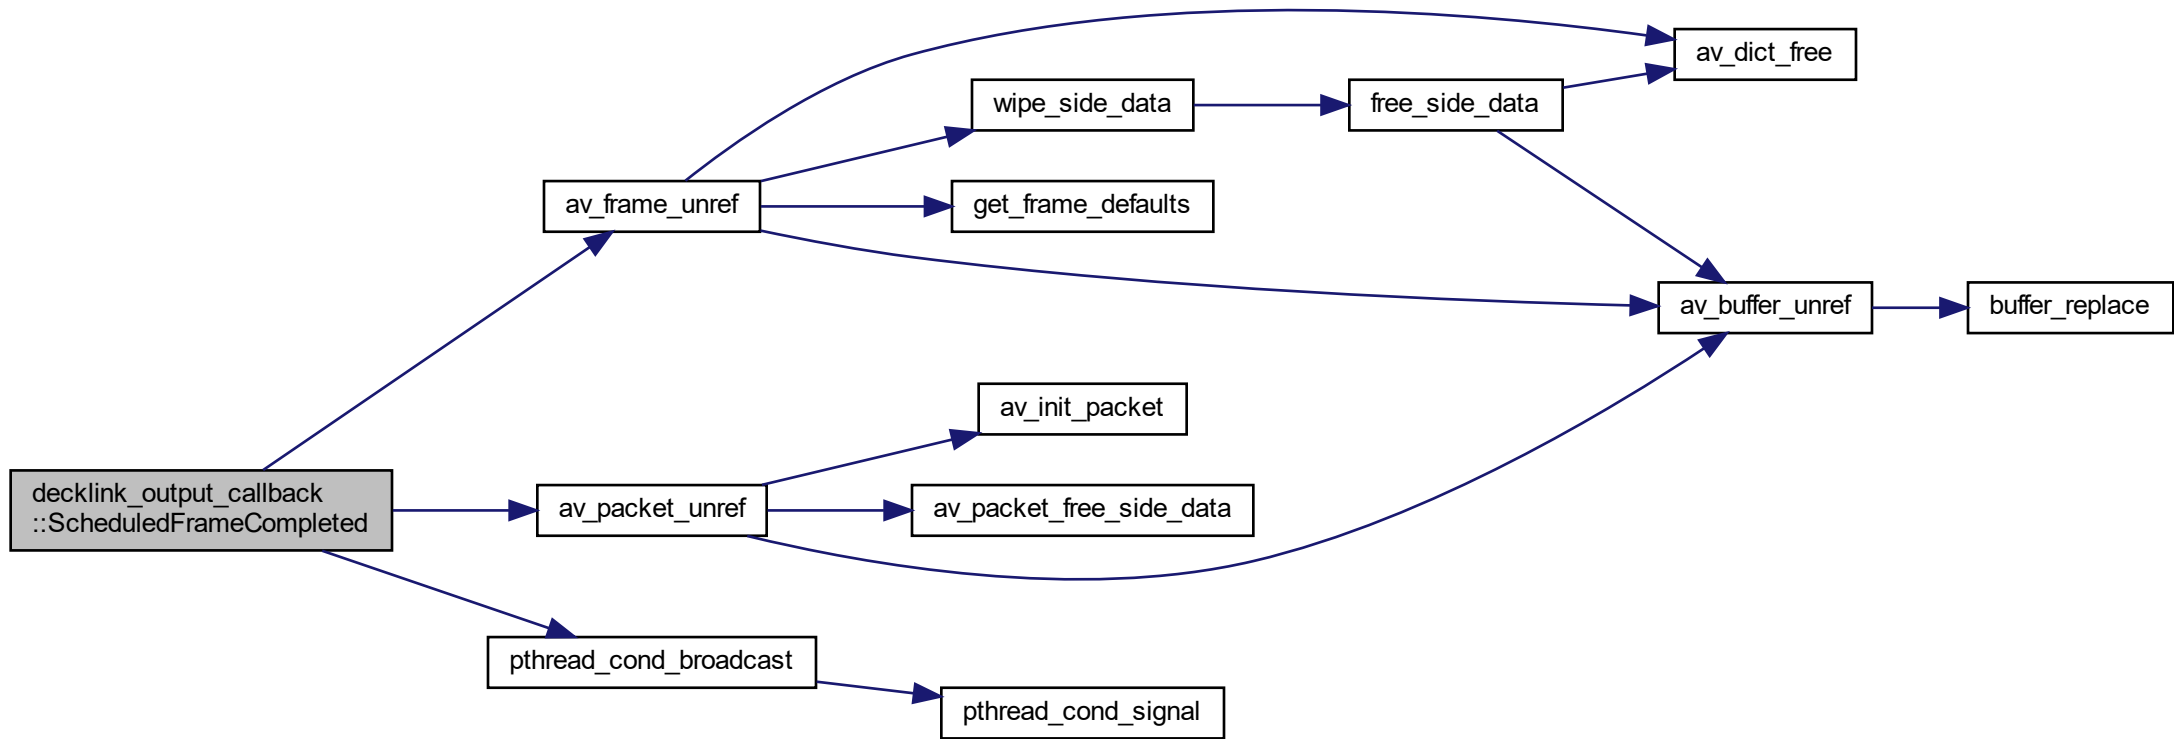 av_dict_free
wipe_side_data
free_side_data
av_frame_unref
get_frame_defaults
av_buffer_unref
buffer_replace
av_init_packet
decklink_output_callback
::ScheduledFrameCompleted
av_packet_unref
av_packet_free_side_data
pthread_cond_broadcast
pthread_cond_signal